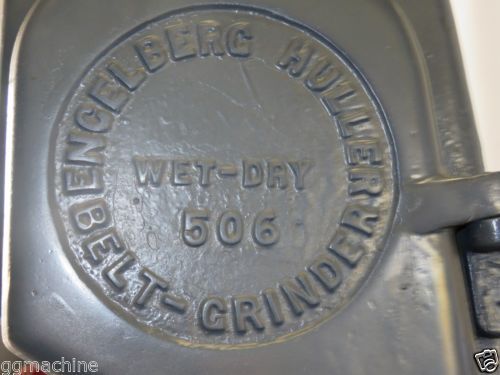 ENGELBERG HULLER
WET-DRY
506
BELT-GRINDER
ggmachine